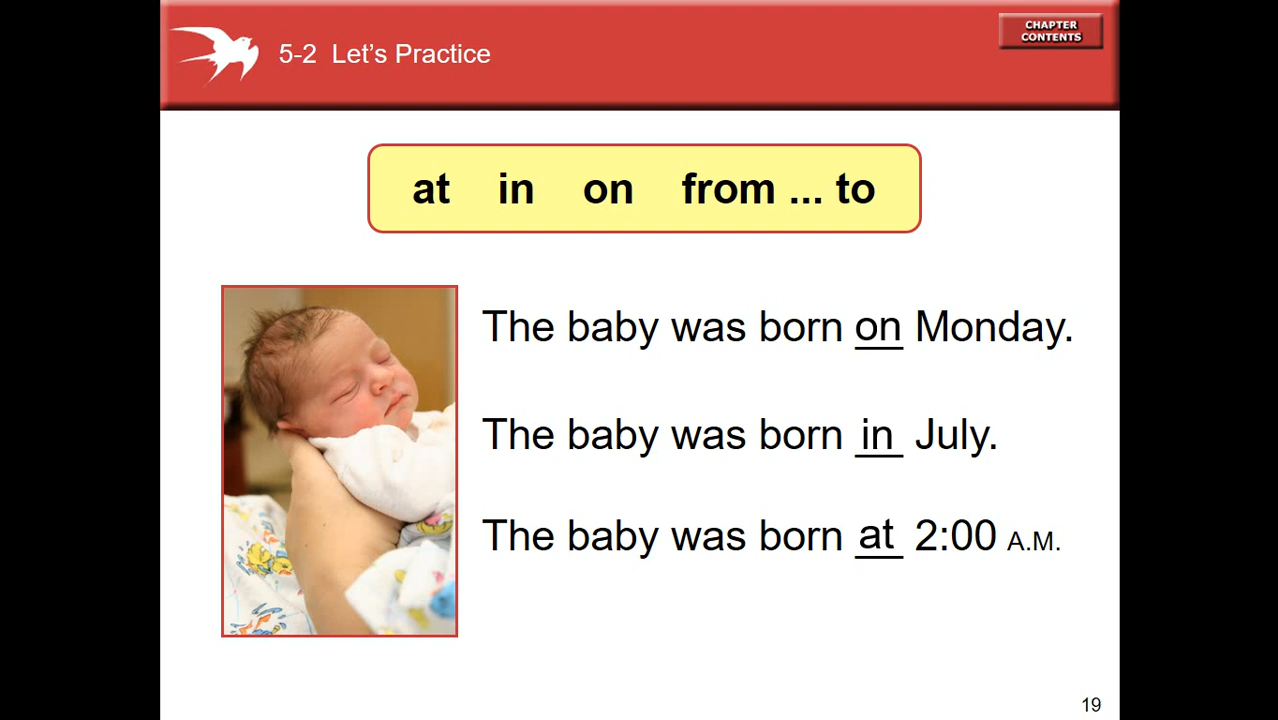 5-2 Let's Practice
CHAPTER
CONTENTS
at in on from ... to
The baby was born on Monday.
The baby was born in July.
The baby was born at 2:00 A.M.
19